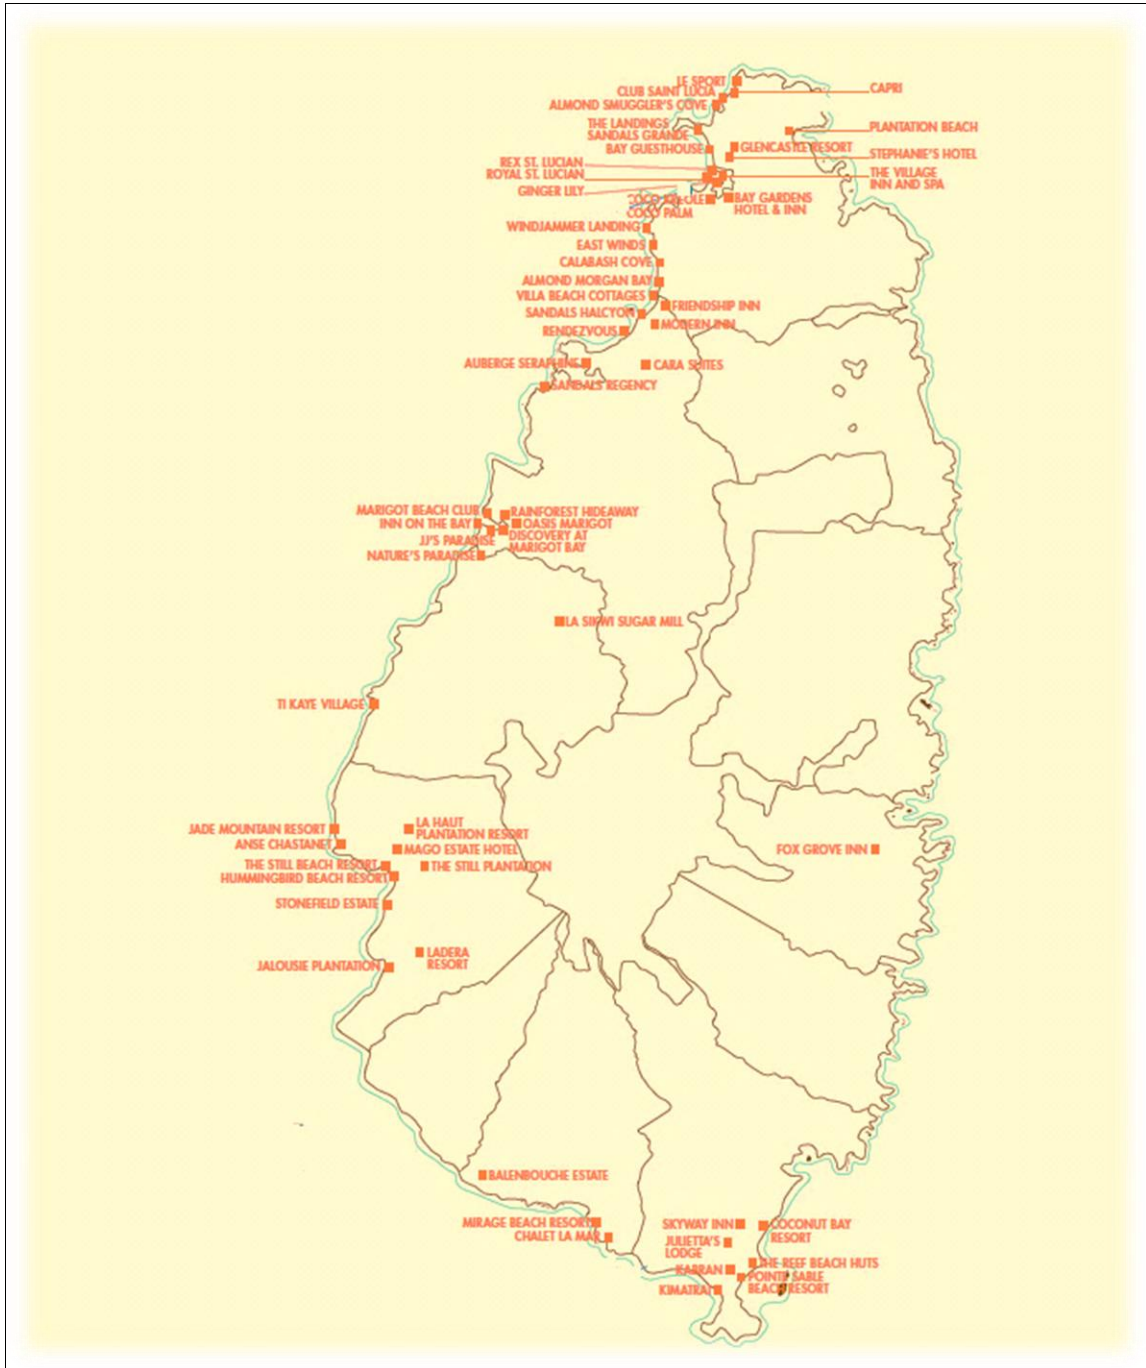 LE SPORT
CLUB SAINT LUCIA
CAPRI
ALMOND SMUGGLER'S COVE
THE LANDINGS
SANDALS GRANDE
PLANTATION BEACH
BAY GUESTHOUSE
GLENCASTLE RESORT
STEPHANIE'S HOTEL
REX ST. LUCIAN
ROYAL ST. LUCIAN
THE VILLAGE
INN AND SPA
GINGER LILY
COCO KREOLE
COCO PALM
BAY GARDENS
HOTEL & INN
WINDJAMMER LANDING
EAST WINDS
CALABASH COVE
ALMOND MORGAN BAY
VILLA BEACH COTTAGES
FRIENDSHIP INN
SANDALS HALCYON
MODERN INN
RENDEZVOUS
AUBERGE SERAPHINE
CARA SUITES
SANDALS REGENCY
MARIGOT BEACH CLUB
RAINFOREST HIDEAWAY
INN ON THE BAY
OASIS MARIGOT
JJ'S PARADISE
DISCOVERY AT
MARIGOT BAY
NATURE'S PARADISE
LA SIKWI SUGAR MILL
TI KAYE VILLAGE
JADE MOUNTAIN RESORT
LA HAUT
PLANTATION RESORT
ANSE CHASTANET
MAGO ESTATE HOTEL
FOX GROVE INN
THE STILL BEACH RESORT
THE STILL PLANTATION
HUMMINGBIRD BEACH RESORT
STONEFIELD ESTATE
LADERA
RESORT
JALOUSIE PLANTATION
BALENBOUCHE ESTATE
MIRAGE BEACH RESORT
CHALET LA MAR
SKYWAY INN
COCONUT BAY
RESORT
JULIETTA'S
LODGE
THE REEF BEACH HUTS
KABRAN
POINTE SABLE
BEACH RESORT
KIMATRAI